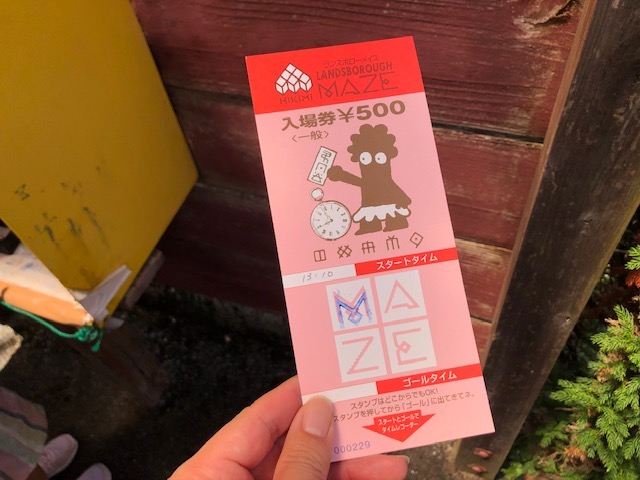 ランズボローメイズ
LANDSBOROUGH
MAZE
HIKIMI
入場券¥500
〈一般〉
スタートタイム
13:10
MA
ZE
ゴールタイム
スタンプはどこからでもOK!
スタンプを押してから「ゴール」に出てきてネ。
スタートとゴールで
タイムレコーダー
000229